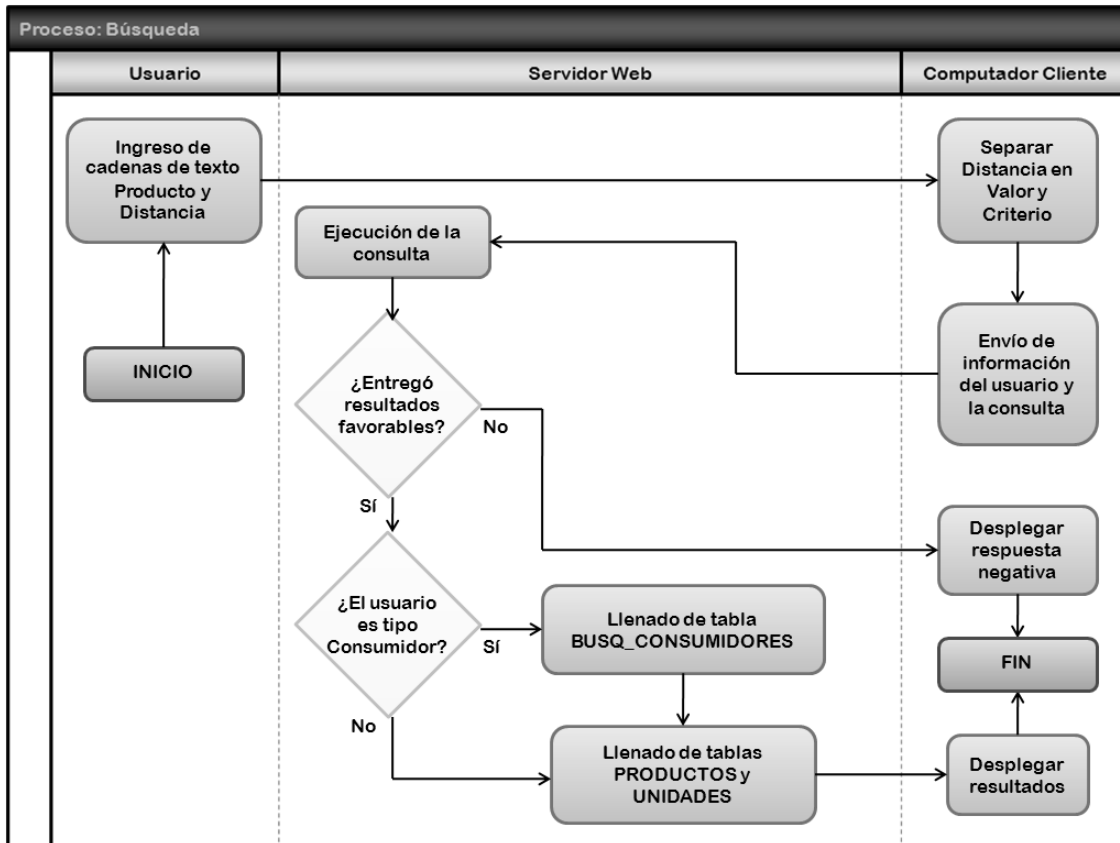 Proceso: Búsqueda
Usuario
Servidor Web
Computador Cliente
Ingreso de
cadenas de texto
Producto y
Distancia
INICIO
Separar
Distancia en
Valor y
Criterio
Envío de
información
del usuario y
la consulta
Ejecución de la
consulta
¿Entregó
resultados
favorables?
No
Sí
Desplegar
respuesta
negativa
¿El usuario
es tipo
Consumidor?
Sí
No
Llenado de tabla
BUSQ_CONSUMIDORES
Llenado de tablas
PRODUCTOS y
UNIDADES
Desplegar
resultados
FIN